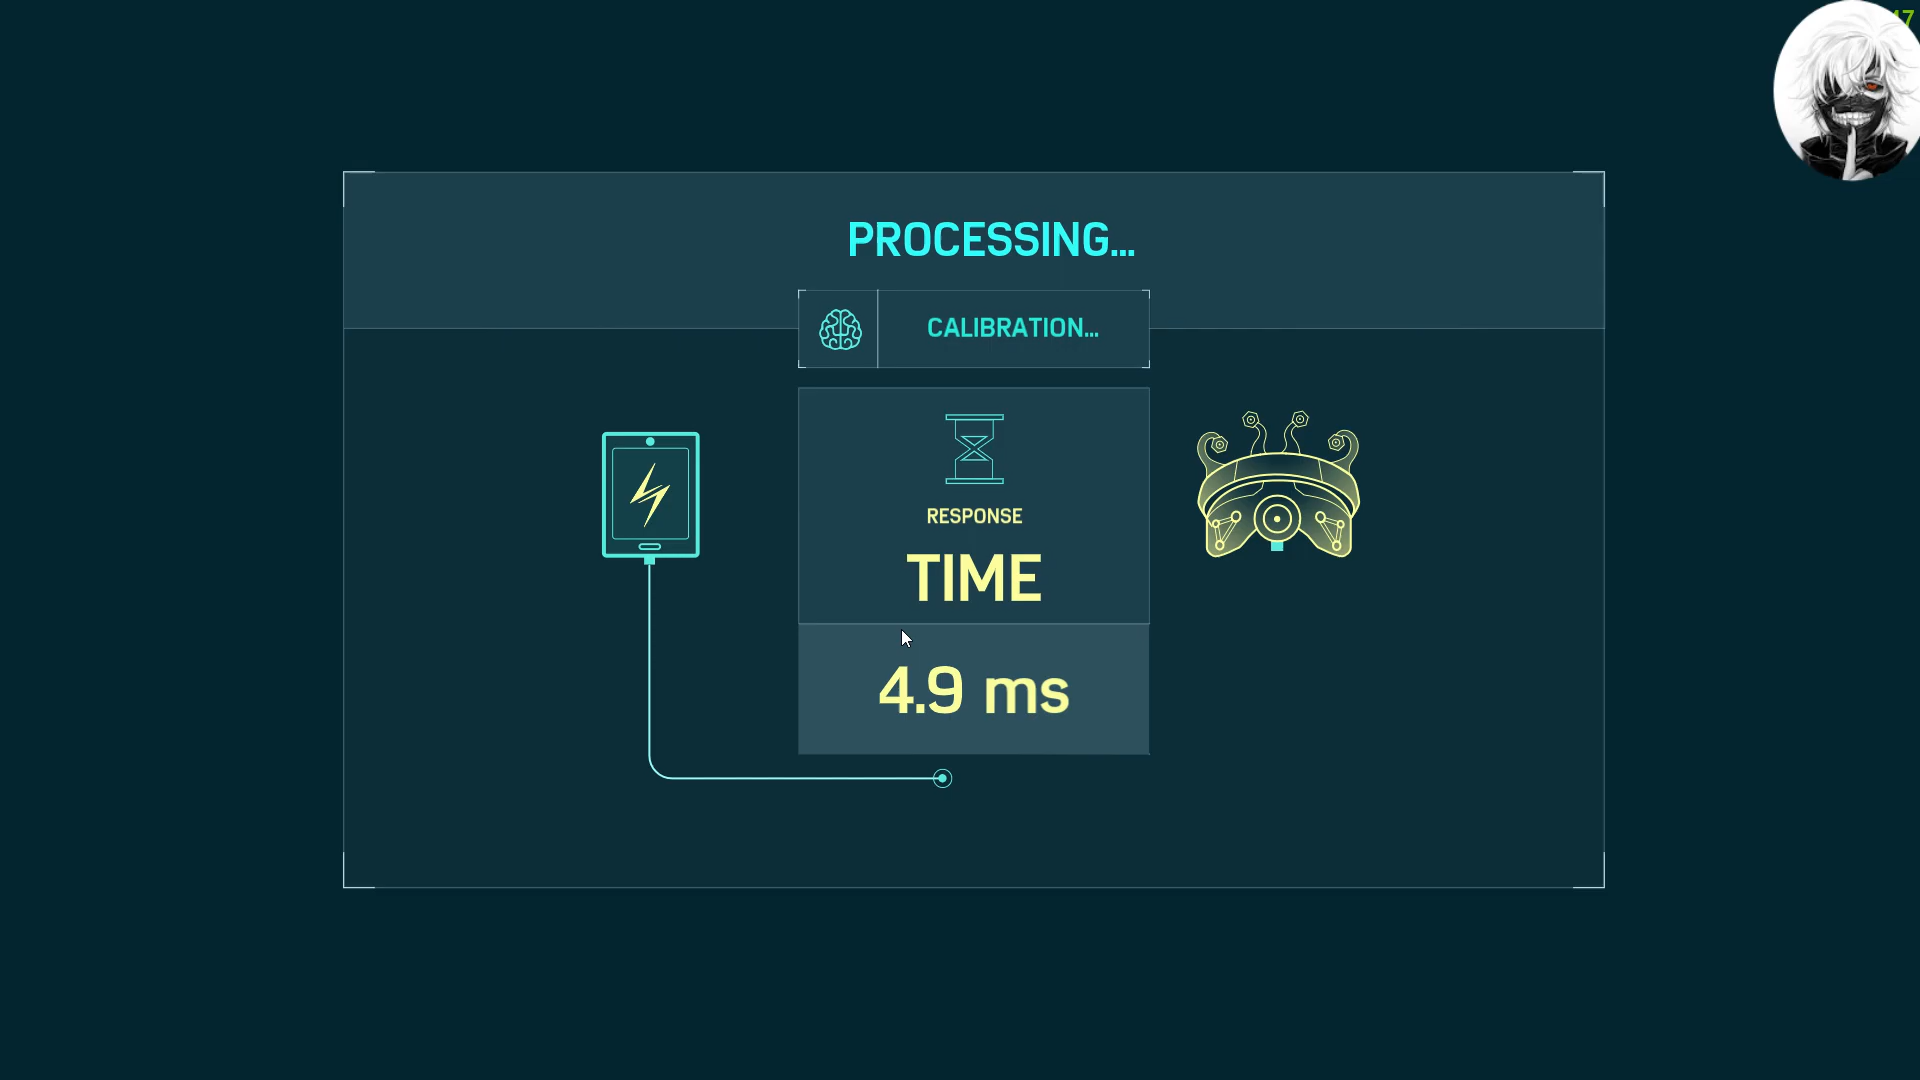 PROCESSING...
CALIBRATION...
RESPONSE
TIME
4.9 ms